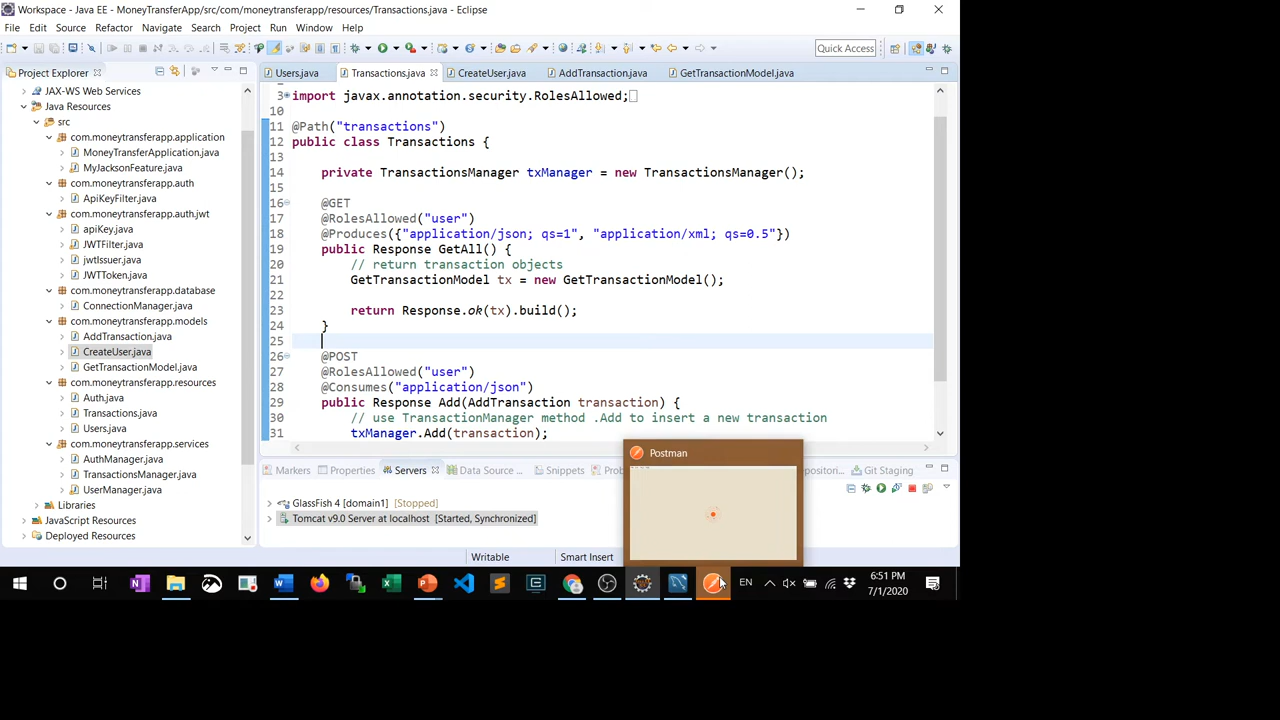 Workspace - Java EE - MoneyTransferApp/src/com/moneytransferapp/resources/Transactions.java - Eclipse
File Edit Source Refactor Navigate Search Project Run Window Help
Quick Access
Project Explorer
Users.java Transactions.java CreateUser.java AddTransaction.java GetTransactionModel.java
JAX-WS Web Services
Java Resources
src
com.moneytransferapp.application
MoneyTransferApplication.java
MyJacksonFeature.java
com.moneytransferapp.auth
ApiKeyFilter.java
com.moneytransferapp.auth.jwt
apiKey.java
JWTFilter.java
jwtIssuer.java
JWTToken.java
com.moneytransferapp.database
ConnectionManager.java
com.moneytransferapp.models
AddTransaction.java
CreateUser.java
GetTransactionModel.java
com.moneytransferapp.resources
Auth.java
Transactions.java
Users.java
com.moneytransferapp.services
AuthManager.java
TransactionsManager.java
UserManager.java
Libraries
JavaScript Resources
Deployed Resources
3 import javax.annotation.security.RolesAllowed;
10
11 @Path("transactions")
12 public class Transactions {
13
14 private TransactionsManager txManager = new TransactionsManager();
15
16 @GET
17 @RolesAllowed("user")
18 @Produces({"application/json; qs=1", "application/xml; qs=0.5"})
19 public Response GetAll() {
20 // return transaction objects
21 GetTransactionModel tx = new GetTransactionModel();
22
23 return Response.ok(tx).build();
24 }
25
26 @POST
27 @RolesAllowed("user")
28 @Consumes("application/json")
29 public Response Add(AddTransaction transaction) {
30 // use TransactionManager method .Add to insert a new transaction
31 txManager.Add(transaction);
Markers Properties Servers Data Source ... Snippets Git Staging
GlassFish 4 [domain1] [Stopped]
Tomcat v9.0 Server at localhost [Started, Synchronized]
Postman
Writable Smart Insert
EN
6:51 PM
7/1/2020